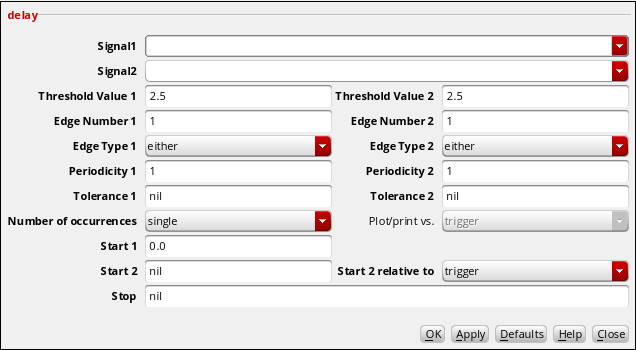 delay
Signal1
Signal2
Threshold Value 1 2.5 Threshold Value 2 2.5
Edge Number 1 1 Edge Number 2 1
Edge Type 1 either Edge Type 2 either
Periodicity 1 1 Periodicity 2 1
Tolerance 1 nil Tolerance 2 nil
Number of occurrences single Plot/print vs. trigger
Start 1 0.0
Start 2 nil Start 2 relative to trigger
Stop nil
OK Apply Defaults Help Close